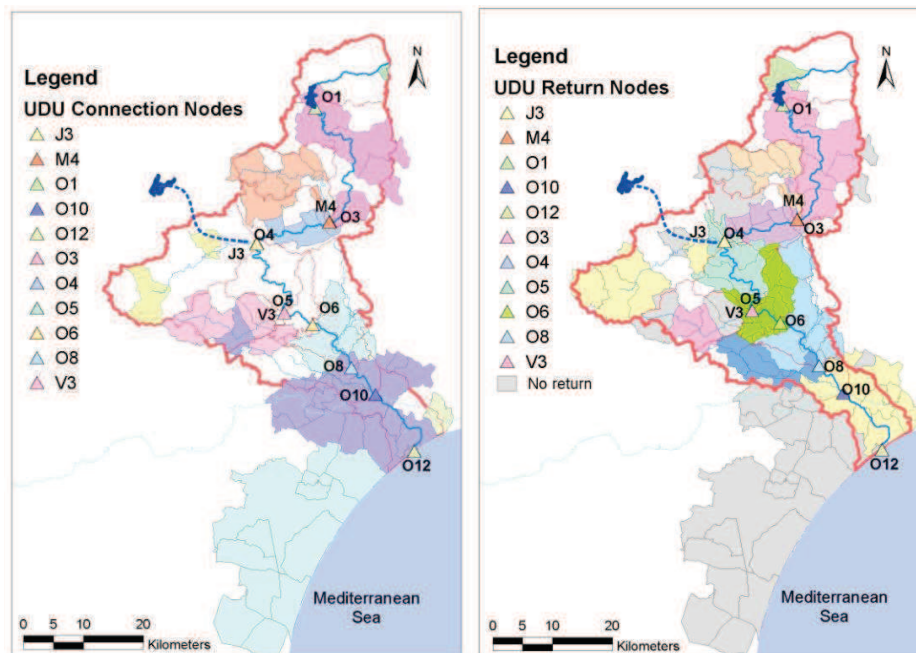 N
Legend
UDU Connection Nodes
J3
M4
O1
O10
O12
O3
O4
O5
O6
O8
V3
O1
M4
O3
O4
J3
O5
V3
O6
O8
O10
O12
Mediterranean
Sea
0 5 10 20
Kilometers
N
Legend
UDU Return Nodes
J3
M4
O1
O10
O12
O3
O4
O5
O6
O8
V3
No return
O1
M4
O3
J3 O4
O5
V3
O6
O8
O10
O12
Mediterranean
Sea
0 5 10 20
Kilometers